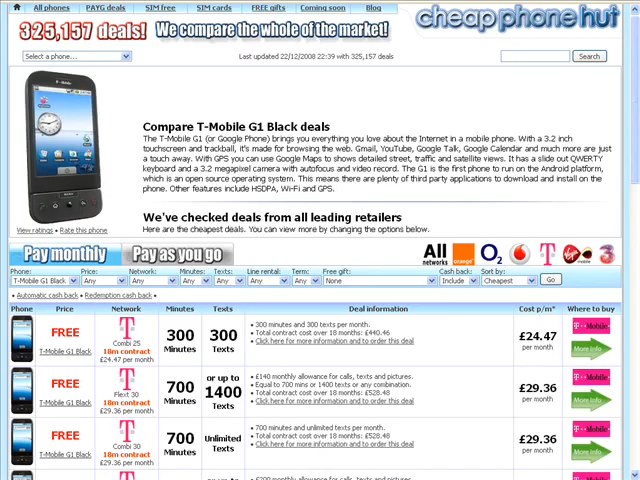 All phones PAYG deals SIM free SIM cards FREE gifts Coming soon Blog
cheap phone hut
325,157 deals! We compare the whole of the market!
Select a phone... Last updated 22/12/2008 22:39 with 325,157 deals Search
T-Mobile
Compare T-Mobile G1 Black deals
The T-Mobile G1 (or Google Phone) brings you everything you love about the Internet in a mobile phone. With a 3.2 inch
touchscreen and trackball, it's made for browsing the web. Gmail, YouTube, Google Talk, Google Calendar and much more are just
a touch away. With GPS you can use Google Maps to shows detailed street, traffic and satellite views. It has a slide out QWERTY
keyboard and a 3.2 megapixel camera with autofocus and video record. The G1 is the first phone to run on the Android platform,
which is an open source operating system. This means there are plenty of third party applications to download and install on the
phone. Other features include HSDPA, Wi-Fi and GPS.
We've checked deals from all leading retailers
Here are the cheapest deals. You can view more by changing the options below.
View ratings • Rate this phone
Pay monthly Pay as you go All networks orange O2 T Virgin mobile 3
Phone: Price: Network: Minutes: Texts: Line rental: Term: Free gift: Cash back: Sort by:
T-Mobile G1 Black Any Any Any Any Any Any None Include Cheapest Go
• Automatic cash back • Redemption cash back •
Phone Price Network Minutes Texts Deal information Cost p/m* Where to buy
FREE
T-Mobile G1 Black
T
Combi 25
18m contract
£24.47 per month
300
Minutes
300
Texts
• 300 minutes and 300 texts per month.
• Total contract cost over 18 months: £440.46
• Click here for more information and to order this deal
£24.47
per month
T-Mobile
More Info
FREE
T-Mobile G1 Black
T
Flext 30
18m contract
£29.36 per month
700
Minutes
or up to
1400
Texts
• £140 monthly allowance for calls, texts and pictures.
• Equal to 700 mins or 1400 texts or any combination.
• Total contract cost over 18 months: £528.48
• Click here for more information and to order this deal
£29.36
per month
T-Mobile
More Info
FREE
T-Mobile G1 Black
T
Combi 30
18m contract
£29.36 per month
700
Minutes
Unlimited
Texts
• 700 minutes and unlimited texts per month.
• Total contract cost over 18 months: £528.48
• Click here for more information and to order this deal
£29.36
per month
T-Mobile
More Info
• £200 monthly allowance for calls, texts and pictures.